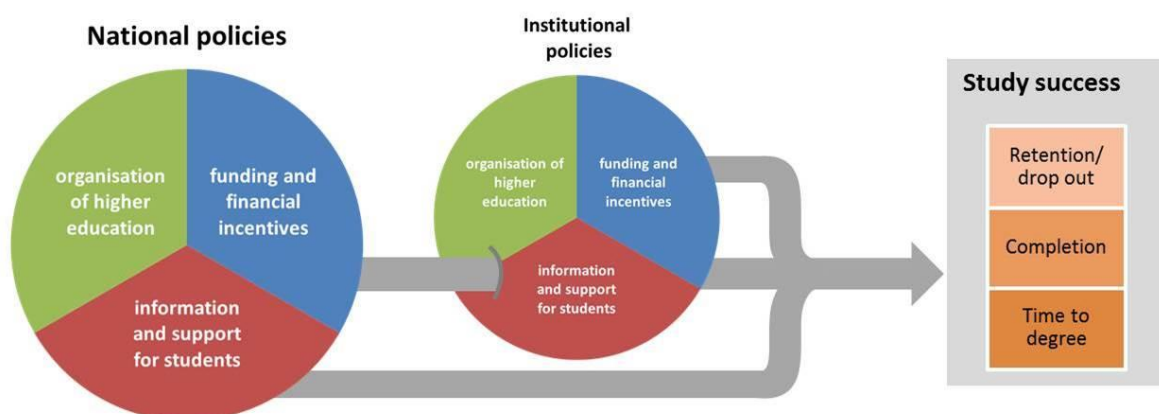 National policies
organisation
of higher
education
funding and
financial
incentives
information
and support
for students
Institutional
policies
organisation of
higher
education
funding and
financial
incentives
information
and support
for students
Study success
Retention/
drop out
Completion
Time to
degree